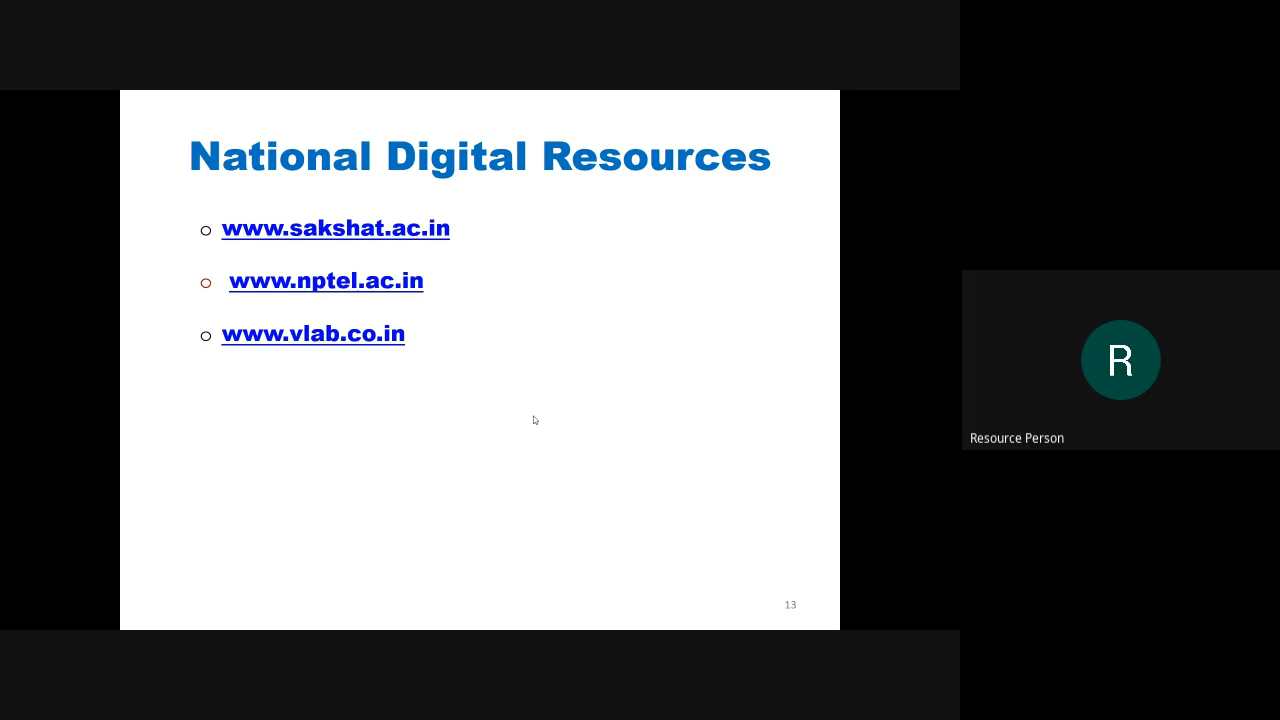 National Digital Resources
www.sakshat.ac.in
www.nptel.ac.in
www.vlab.co.in
13
R
Resource Person